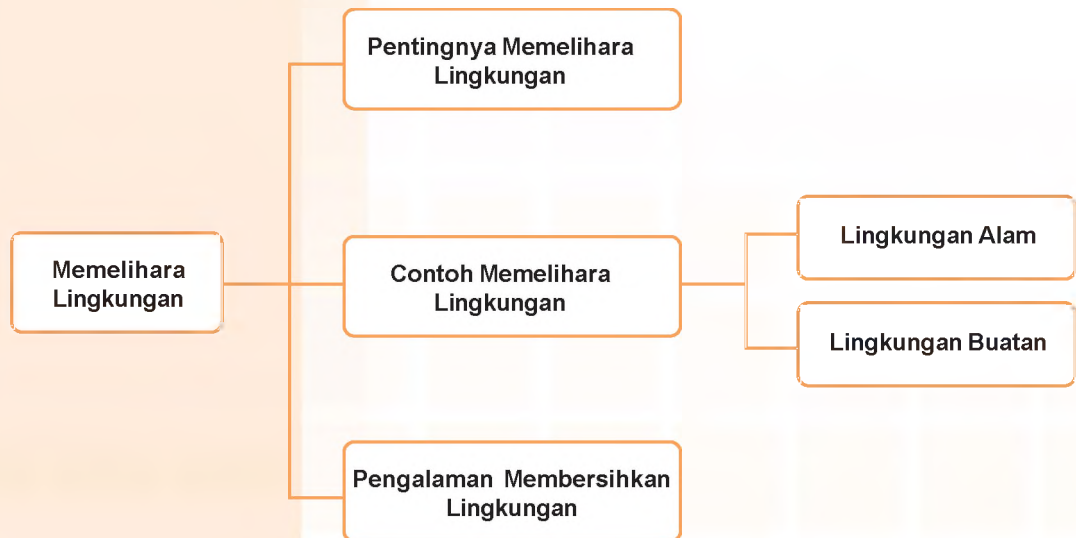 Memelihara
Lingkungan
Pentingnya Memelihara
Lingkungan
Contoh Memelihara
Lingkungan
Lingkungan Alam
Lingkungan Buatan
Pengalaman Membersihkan
Lingkungan